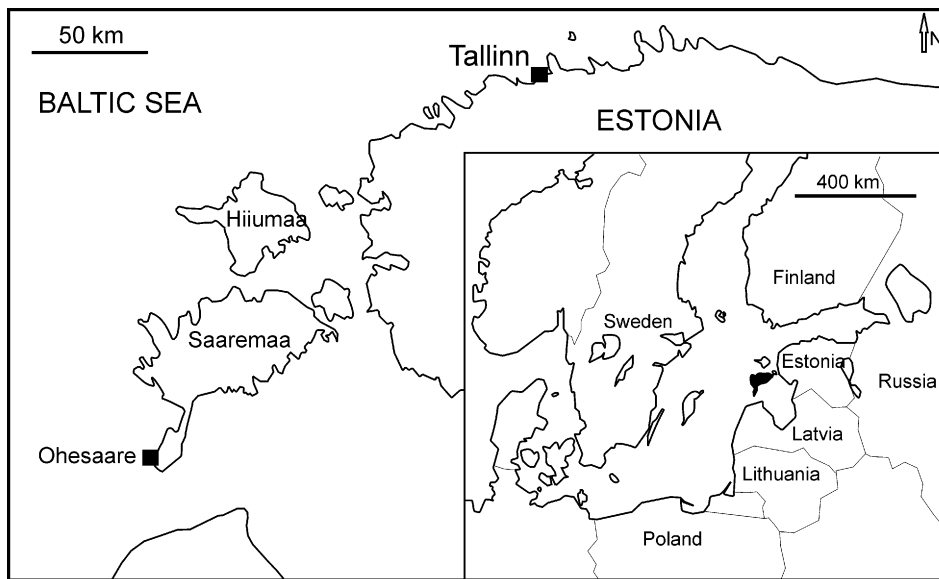 50 km
N
Tallinn
BALTIC SEA
ESTONIA
400 km
Hiiumaa
Finland
Sweden
Saaremaa
Estonia
Russia
Latvia
Ohesaare
Lithuania
Poland